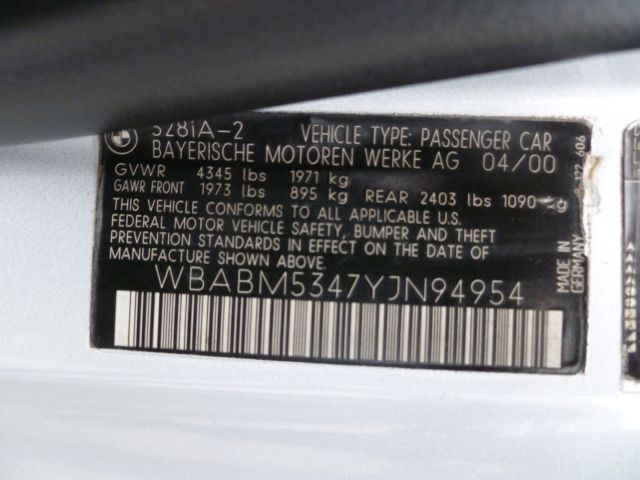 VEHICLE TYPE: PASSENGER CAR
BAYERISCHE MOTOREN WERKE AG 04/00
GVWR 4345 lbs 1971 kg
GAWR FRONT 1973 lbs 895 kg REAR 2403 lbs 1090 kg
THIS VEHICLE CONFORMS TO ALL APPLICABLE U.S.
FEDERAL MOTOR VEHICLE SAFETY, BUMPER AND THEFT
PREVENTION STANDARDS IN EFFECT ON THE DATE OF
MANUFACTURE SHOWN ABOVE.
WBABM5347YJN94954
MADE IN
GERMANY